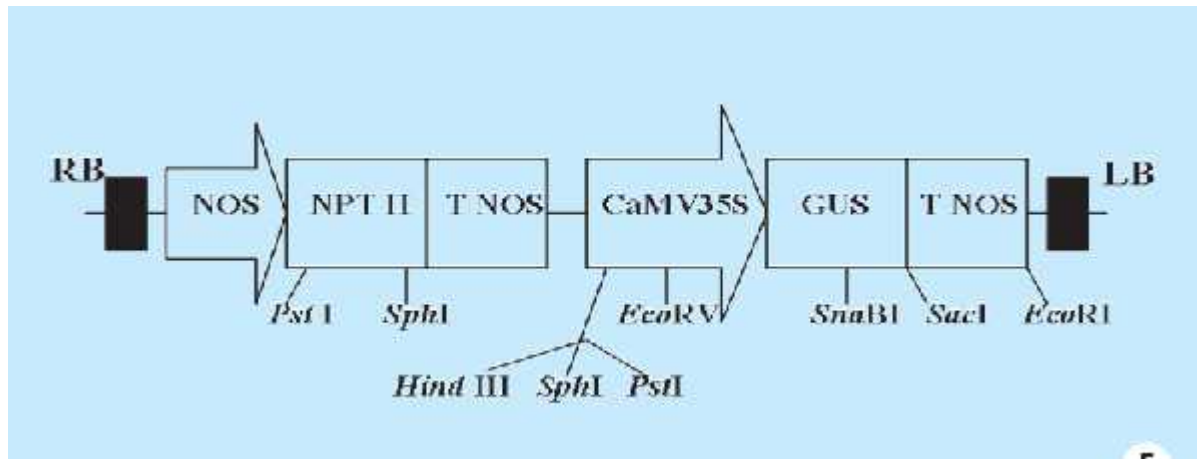 RB LB
NOS NPT II T NOS CaMV35S GUS T NOS
Pst I SphI EcoRV SnaBI SacI EcoRI
Hind III SphI PstI